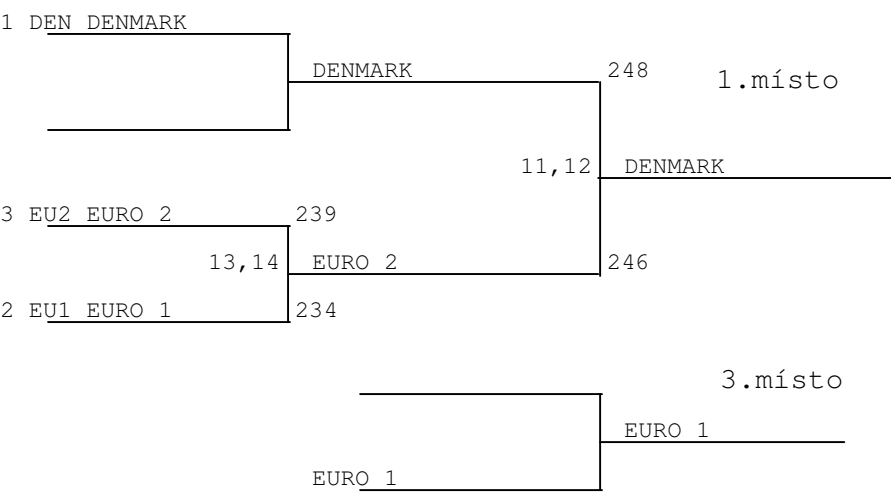 1 DEN DENMARK
DENMARK 248 1.místo
11,12 DENMARK
3 EU2 EURO 2 239
13,14 EURO 2 246
2 EU1 EURO 1 234
3.místo
EURO 1
EURO 1